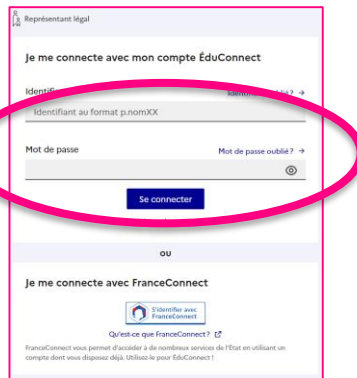 Représentant légal
Je me connecte avec mon compte ÉduConnect
Identifiant au format p.nomXX
Mot de passe
Mot de passe oublié ? →
Se connecter
OU
Je me connecte avec FranceConnect
S'identifier avec
FranceConnect
Qu'est-ce que FranceConnect ?
FranceConnect vous permet d'accéder à de nombreux services de l'État en utilisant un
compte dont vous disposez déjà. Utilisez-le pour EduConnect !